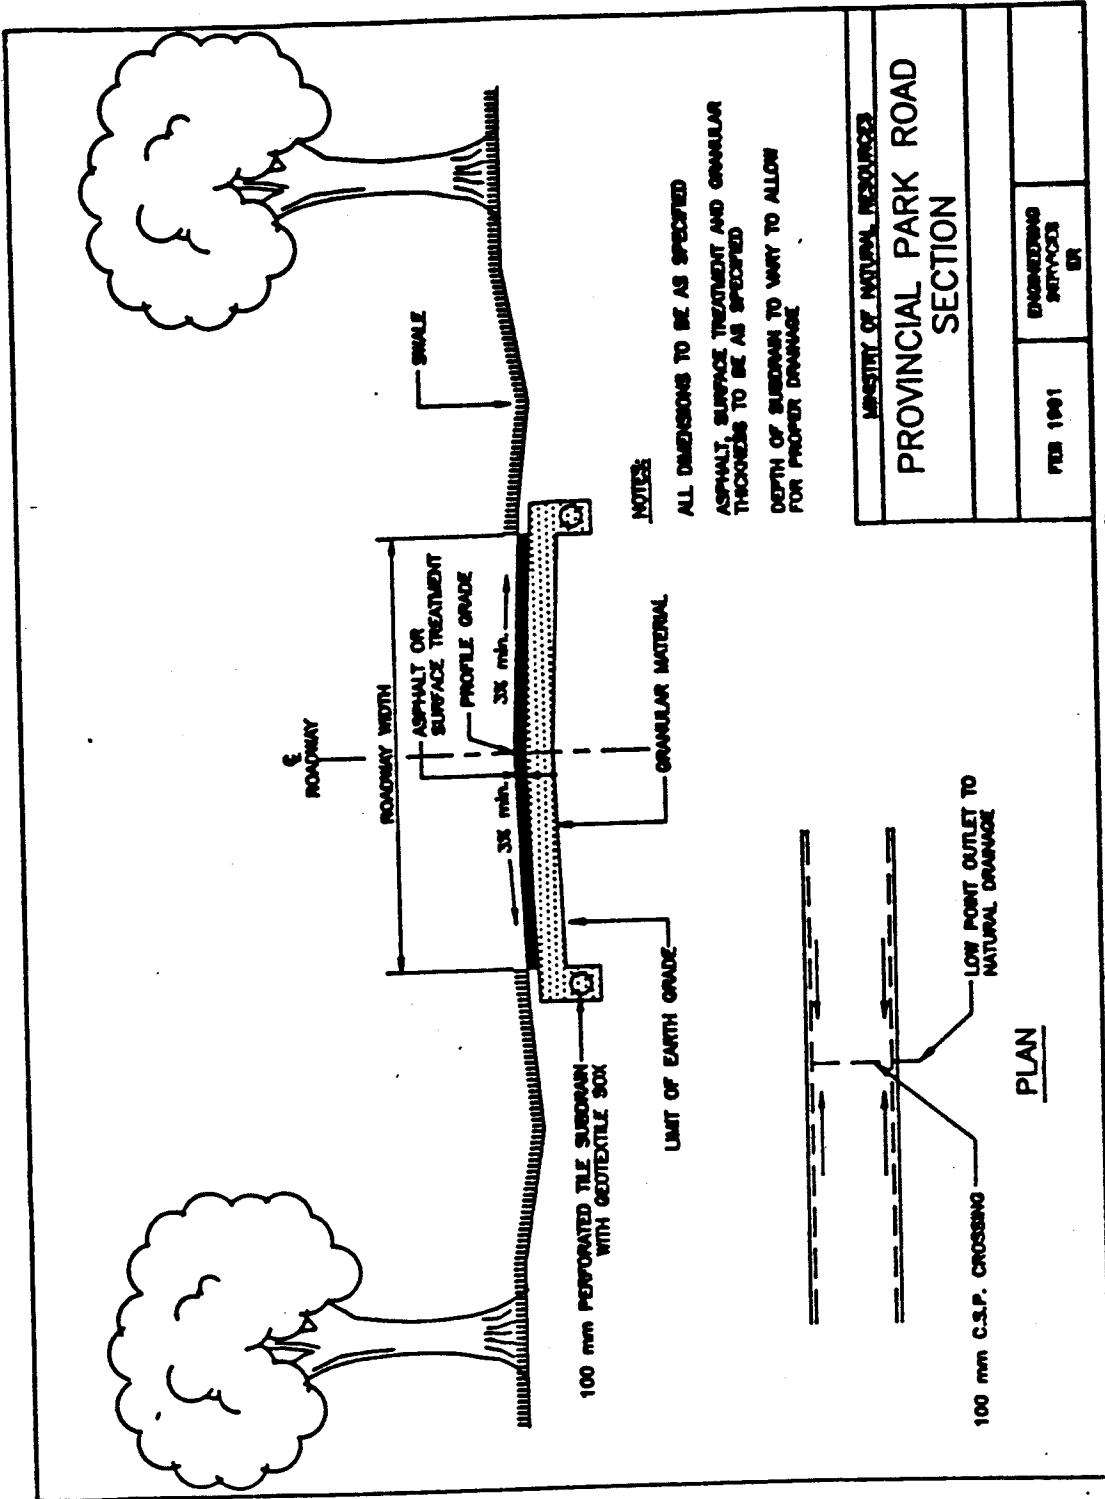 ℄
ROADWAY
ROADWAY WIDTH
ASPHALT OR
SURFACE TREATMENT
PROFILE GRADE
3% min.
3% min.
SWALE
100 mm PERFORATED TILE SUBDRAIN
WITH GEOTEXTILE SOX
LIMIT OF EARTH GRADE
GRANULAR MATERIAL
NOTES:
ALL DIMENSIONS TO BE AS SPECIFIED
ASPHALT, SURFACE TREATMENT AND GRANULAR
THICKNESS TO BE AS SPECIFIED
DEPTH OF SUBDRAIN TO VARY TO ALLOW
FOR PROPER DRAINAGE
100 mm C.S.P. CROSSING
LOW POINT OUTLET TO
NATURAL DRAINAGE
PLAN
MINISTRY OF NATURAL RESOURCES
PROVINCIAL PARK ROAD
SECTION
FEB 1991
ENGINEERING
SERVICES